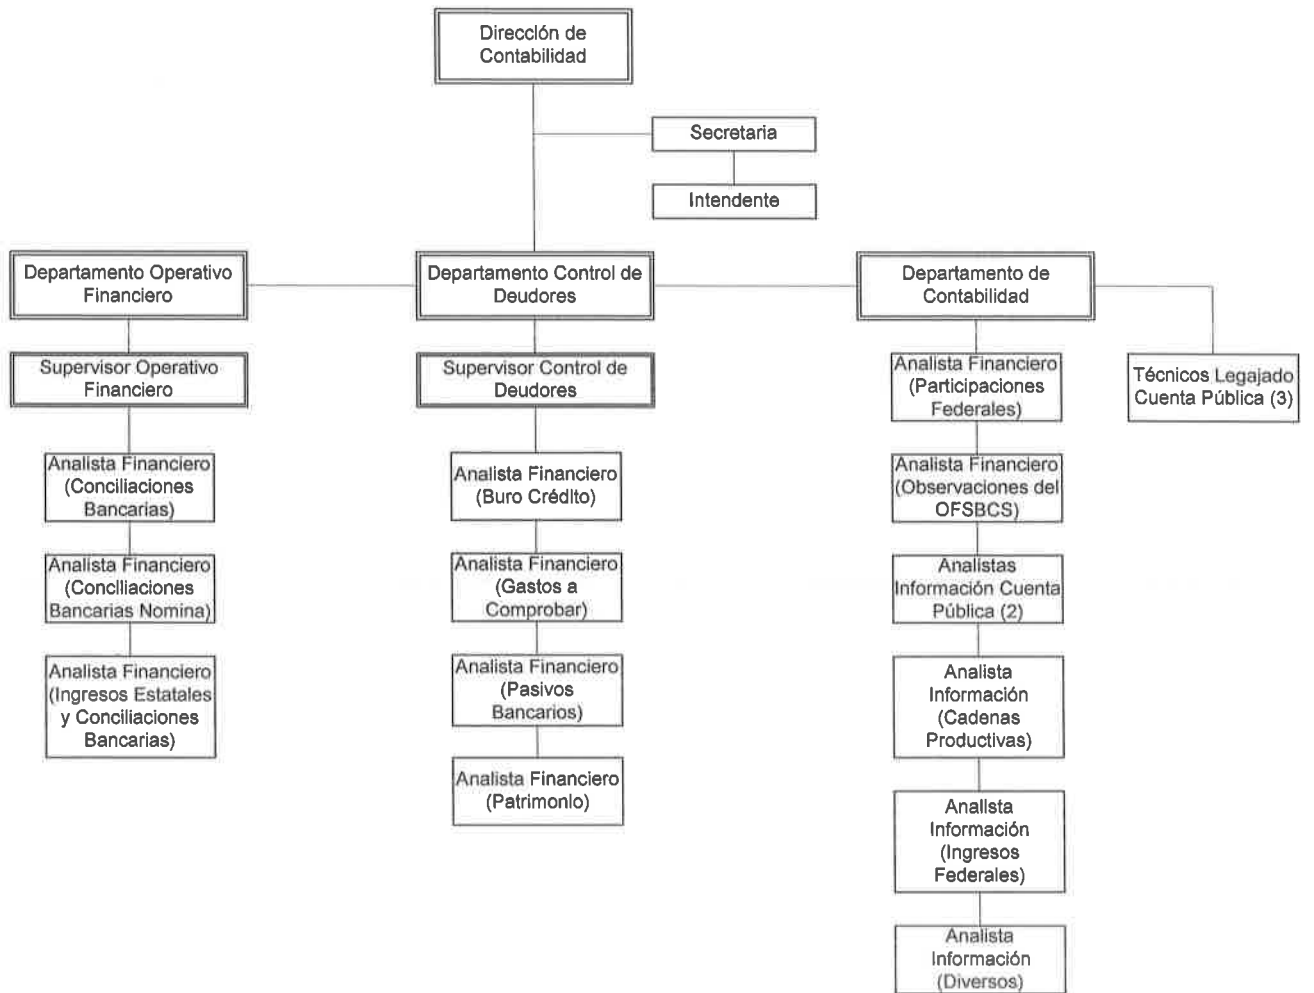 Dirección de
Contabilidad
Secretaria
Intendente
Departamento Operativo
Financiero
Departamento Control de
Deudores
Departamento de
Contabilidad
Supervisor Operativo
Financiero
Supervisor Control de
Deudores
Analista Financiero
(Participaciones
Federales)
Técnicos Legajado
Cuenta Pública (3)
Analista Financiero
(Conciliaciones
Bancarias)
Analista Financiero
(Buro Crédito)
Analista Financiero
(Observaciones del
OFSBCS)
Analista Financiero
(Conciliaciones
Bancarias Nomina)
Analista Financiero
(Gastos a
Comprobar)
Analistas
Información Cuenta
Pública (2)
Analista Financiero
(Ingresos Estatales
y Conciliaciones
Bancarias)
Analista Financiero
(Pasivos
Bancarios)
Analista
Información
(Cadenas
Productivas)
Analista Financiero
(Patrimonio)
Analista
Información
(Ingresos
Federales)
Analista
Información
(Diversos)